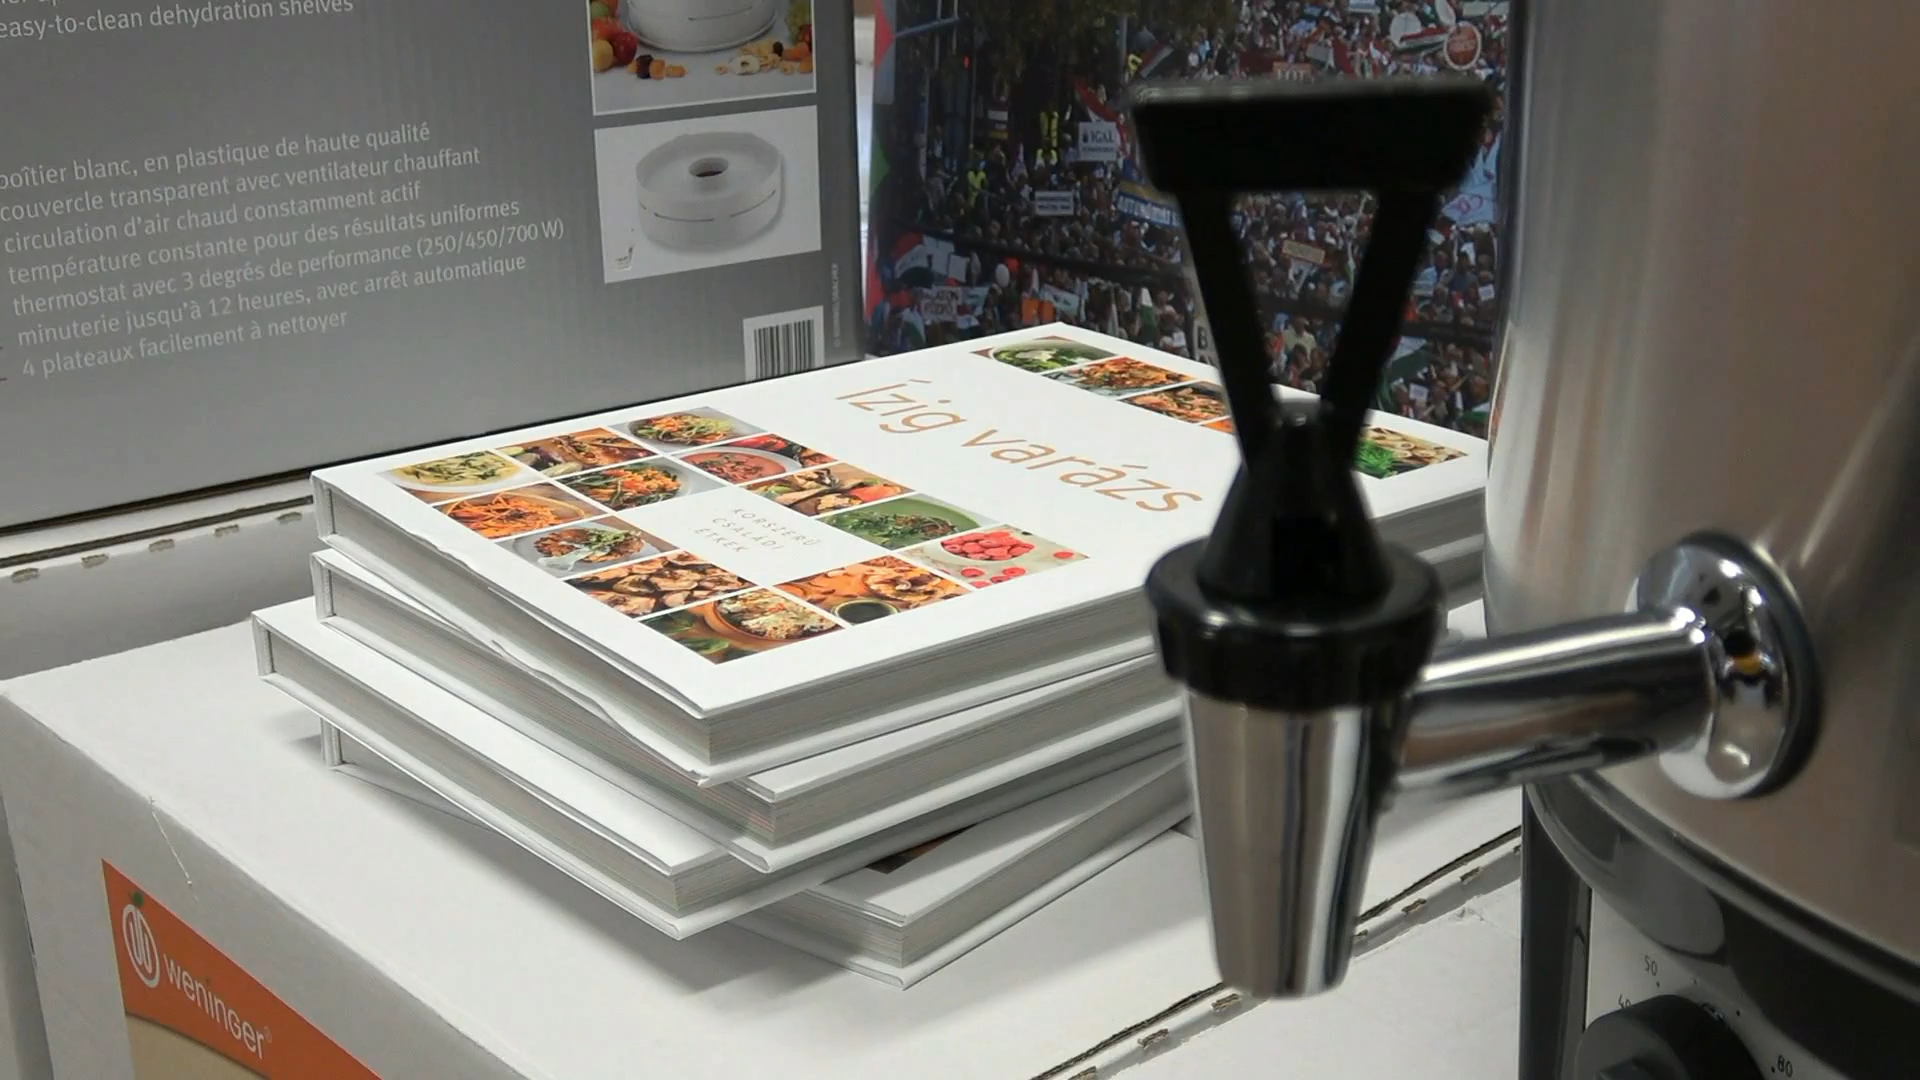 easy-to-clean dehydration shelves
boîtier blanc, en plastique de haute qualité
couvercle transparent avec ventilateur chauffant
circulation d'air chaud constamment actif
température constante pour des résultats uniformes
thermostat avec 3 degrés de performance (250/450/700 W)
minuterie jusqu'à 12 heures, avec arrêt automatique
4 plateaux facilement à nettoyer
IGAL
Ízig varázs
KORSZERŰ
CSALÁDI
ÉTKEK
weninger
50
40
80